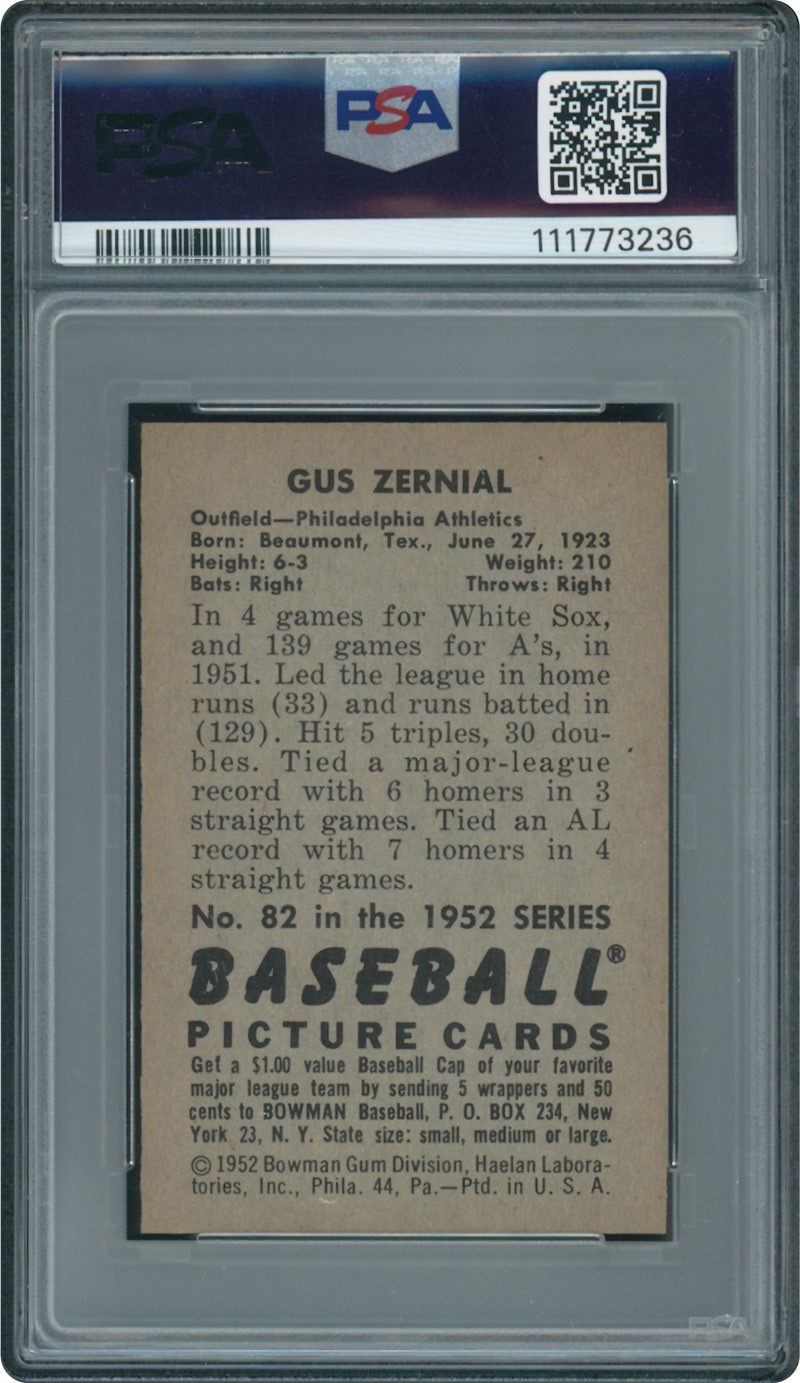 PSA
PSA
111773236
GUS ZERNIAL
Outfield—Philadelphia Athletics
Born: Beaumont, Tex., June 27, 1923
Height: 6-3 Weight: 210
Bats: Right Throws: Right
In 4 games for White Sox,
and 139 games for A's, in
1951. Led the league in home
runs (33) and runs batted in
(129). Hit 5 triples, 30 dou-
bles. Tied a major-league
record with 6 homers in 3
straight games. Tied an AL
record with 7 homers in 4
straight games.
No. 82 in the 1952 SERIES
BASEBALL®
PICTURE CARDS
Get a $1.00 value Baseball Cap of your favorite
major league team by sending 5 wrappers and 50
cents to BOWMAN Baseball, P. O. BOX 234, New
York 23, N. Y. State size: small, medium or large.
© 1952 Bowman Gum Division, Haelan Labora-
tories, Inc., Phila. 44, Pa.—Ptd. in U. S. A.
PSA